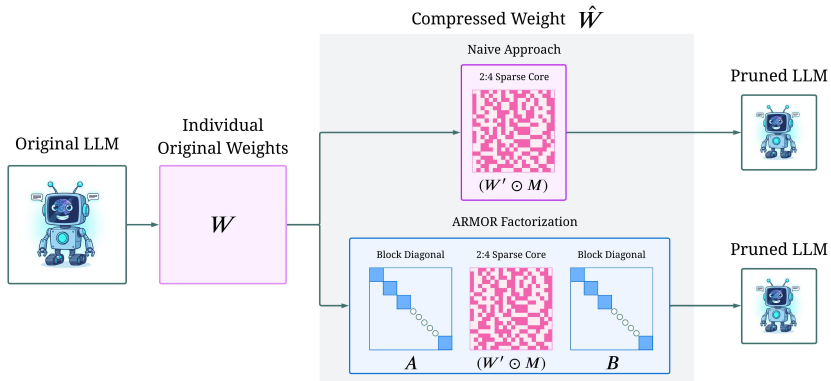 Compressed Weight Ŵ
Naive Approach
2:4 Sparse Core
(W′ ⊙ M)
Pruned LLM
Original LLM
Individual
Original Weights
W
ARMOR Factorization
Block Diagonal
2:4 Sparse Core
Block Diagonal
A
(W′ ⊙ M)
B
Pruned LLM